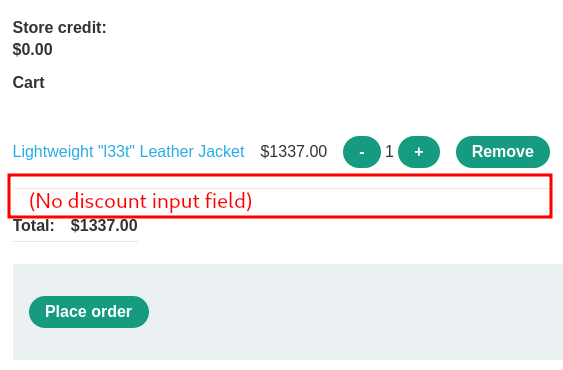 Store credit:
$0.00
Cart
Lightweight "l33t" Leather Jacket $1337.00 - 1 + Remove
(No discount input field)
Total: $1337.00
Place order